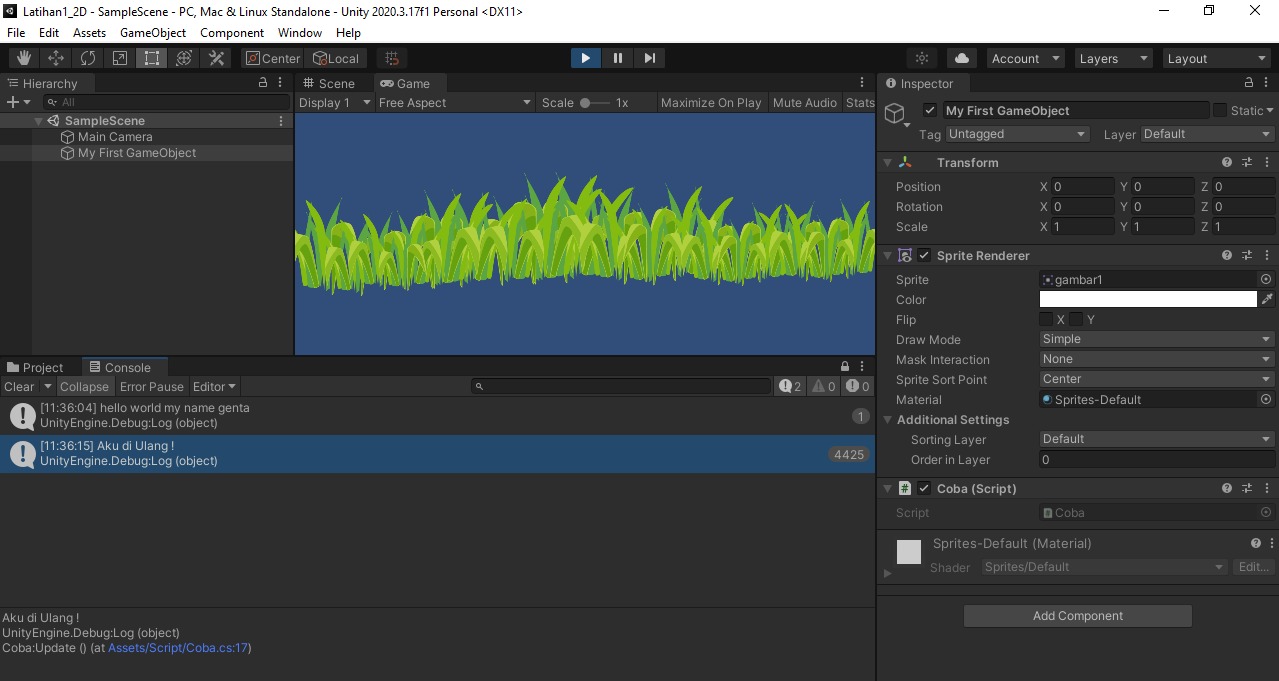 Latihan1_2D - SampleScene - PC, Mac & Linux Standalone - Unity 2020.3.17f1 Personal <DX11>
File Edit Assets GameObject Component Window Help
Center Local Account Layers Layout
Hierarchy
All
SampleScene
Main Camera
My First GameObject
Scene Game
Display 1 Free Aspect Scale 1x Maximize On Play Mute Audio Stats
Project Console
Clear Collapse Error Pause Editor 2 0 0
[11:36:04] hello world my name genta
UnityEngine.Debug:Log (object)
1
[11:36:15] Aku di Ulang !
UnityEngine.Debug:Log (object)
4425
Aku di Ulang !
UnityEngine.Debug:Log (object)
Coba:Update () (at Assets/Script/Coba.cs:17)
Inspector
My First GameObject Static
Tag Untagged Layer Default
Transform
Position X 0 Y 0 Z 0
Rotation X 0 Y 0 Z 0
Scale X 1 Y 1 Z 1
Sprite Renderer
Sprite gambar1
Color
Flip X Y
Draw Mode Simple
Mask Interaction None
Sprite Sort Point Center
Material Sprites-Default
Additional Settings
Sorting Layer Default
Order in Layer 0
# Coba (Script)
Script Coba
Sprites-Default (Material)
Shader Sprites/Default Edit...
Add Component